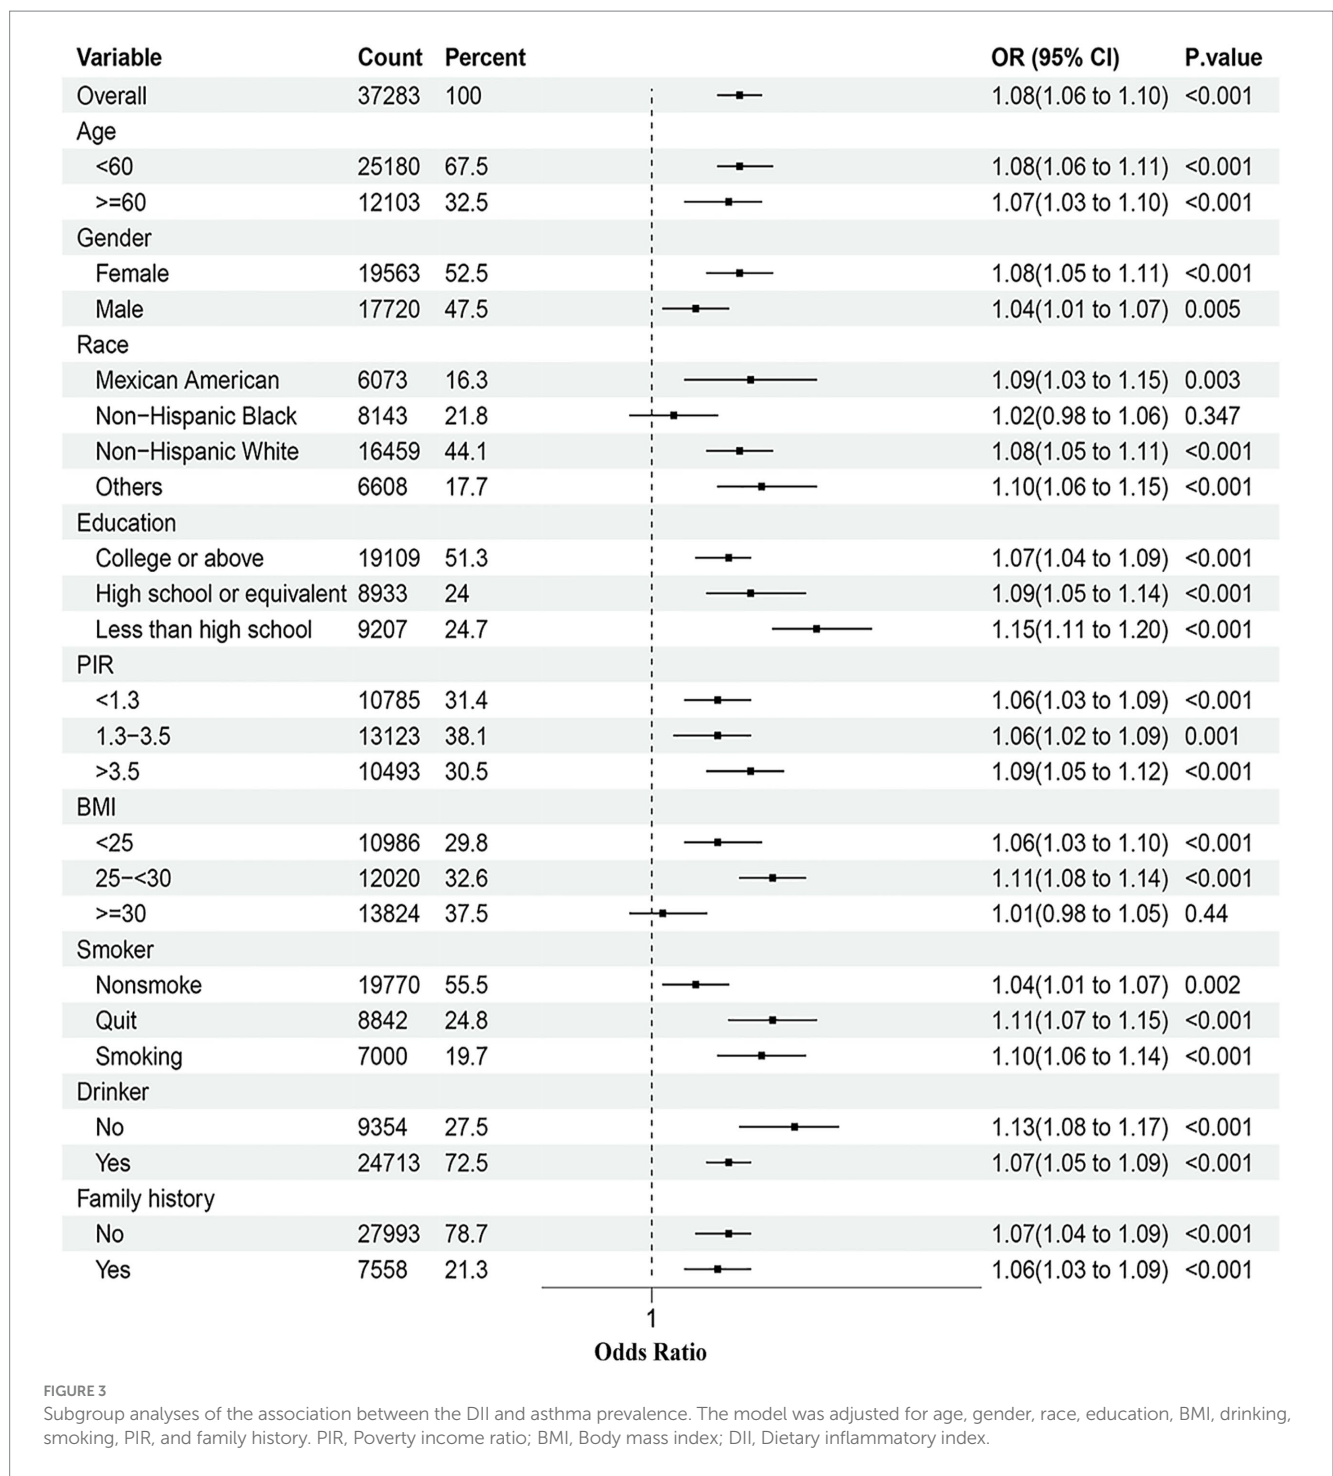 Variable Count Percent OR (95% CI) P.value
Overall 37283 100 1.08(1.06 to 1.10) <0.001
Age
<60 25180 67.5 1.08(1.06 to 1.11) <0.001
>=60 12103 32.5 1.07(1.03 to 1.10) <0.001
Gender
Female 19563 52.5 1.08(1.05 to 1.11) <0.001
Male 17720 47.5 1.04(1.01 to 1.07) 0.005
Race
Mexican American 6073 16.3 1.09(1.03 to 1.15) 0.003
Non−Hispanic Black 8143 21.8 1.02(0.98 to 1.06) 0.347
Non−Hispanic White 16459 44.1 1.08(1.05 to 1.11) <0.001
Others 6608 17.7 1.10(1.06 to 1.15) <0.001
Education
College or above 19109 51.3 1.07(1.04 to 1.09) <0.001
High school or equivalent 8933 24 1.09(1.05 to 1.14) <0.001
Less than high school 9207 24.7 1.15(1.11 to 1.20) <0.001
PIR
<1.3 10785 31.4 1.06(1.03 to 1.09) <0.001
1.3−3.5 13123 38.1 1.06(1.02 to 1.09) 0.001
>3.5 10493 30.5 1.09(1.05 to 1.12) <0.001
BMI
<25 10986 29.8 1.06(1.03 to 1.10) <0.001
25−<30 12020 32.6 1.11(1.08 to 1.14) <0.001
>=30 13824 37.5 1.01(0.98 to 1.05) 0.44
Smoker
Nonsmoke 19770 55.5 1.04(1.01 to 1.07) 0.002
Quit 8842 24.8 1.11(1.07 to 1.15) <0.001
Smoking 7000 19.7 1.10(1.06 to 1.14) <0.001
Drinker
No 9354 27.5 1.13(1.08 to 1.17) <0.001
Yes 24713 72.5 1.07(1.05 to 1.09) <0.001
Family history
No 27993 78.7 1.07(1.04 to 1.09) <0.001
Yes 7558 21.3 1.06(1.03 to 1.09) <0.001
1
Odds Ratio
FIGURE 3
Subgroup analyses of the association between the DII and asthma prevalence. The model was adjusted for age, gender, race, education, BMI, drinking,
smoking, PIR, and family history. PIR, Poverty income ratio; BMI, Body mass index; DII, Dietary inflammatory index.